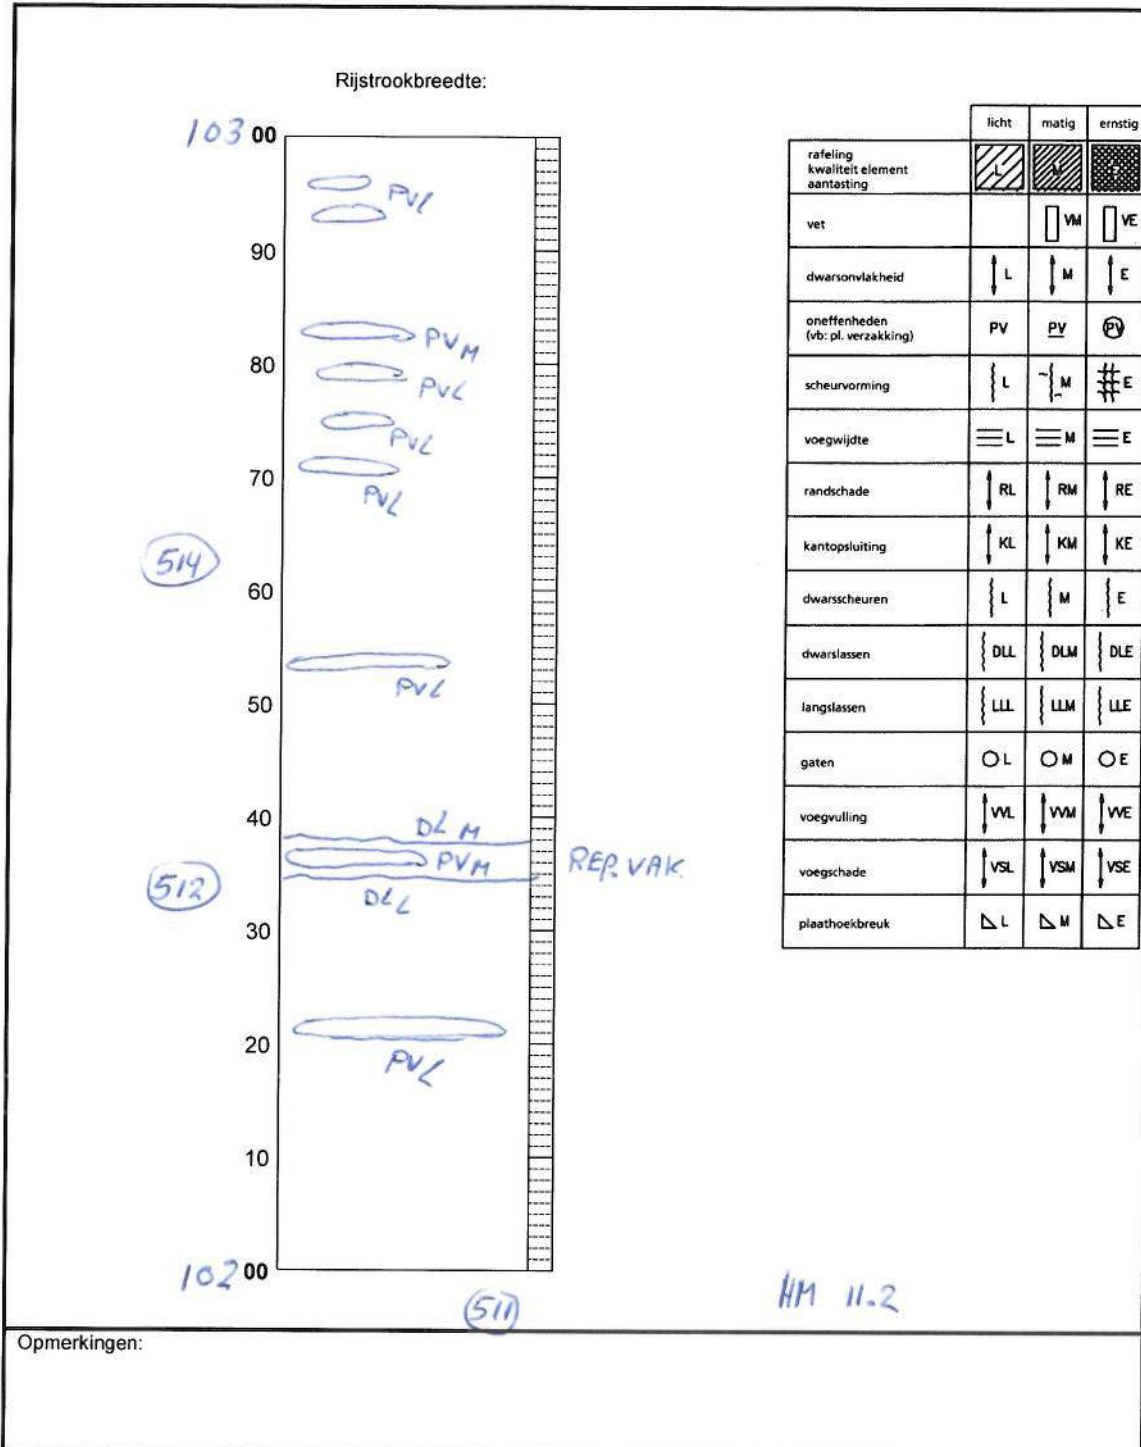 Rijstrookbreedte:
103 00
PVL
90
PVM
80
PVL
PVL
70
PVL
514
60
PVL
50
40
DLM
PVM
REP. VAK.
512
DLL
30
20
PVL
10
102 00
511
HM 11.2
licht matig ernstig
rafeling
kwaliteit element
aantasting
L M E
vet
VM VE
dwarsonvlakheid L M E
oneffenheden
(vb: pl. verzakking)
PV PV PV
scheurvorming L M E
voegwijdte L M E
randschade RL RM RE
kantopsluiting KL KM KE
dwarsscheuren L M E
dwarslassen DLL DLM DLE
langslassen LLL LLM LLE
gaten L M E
voegvulling VVL VVM VVE
voegschade VSL VSM VSE
plaathoekbreuk L M E
Opmerkingen: